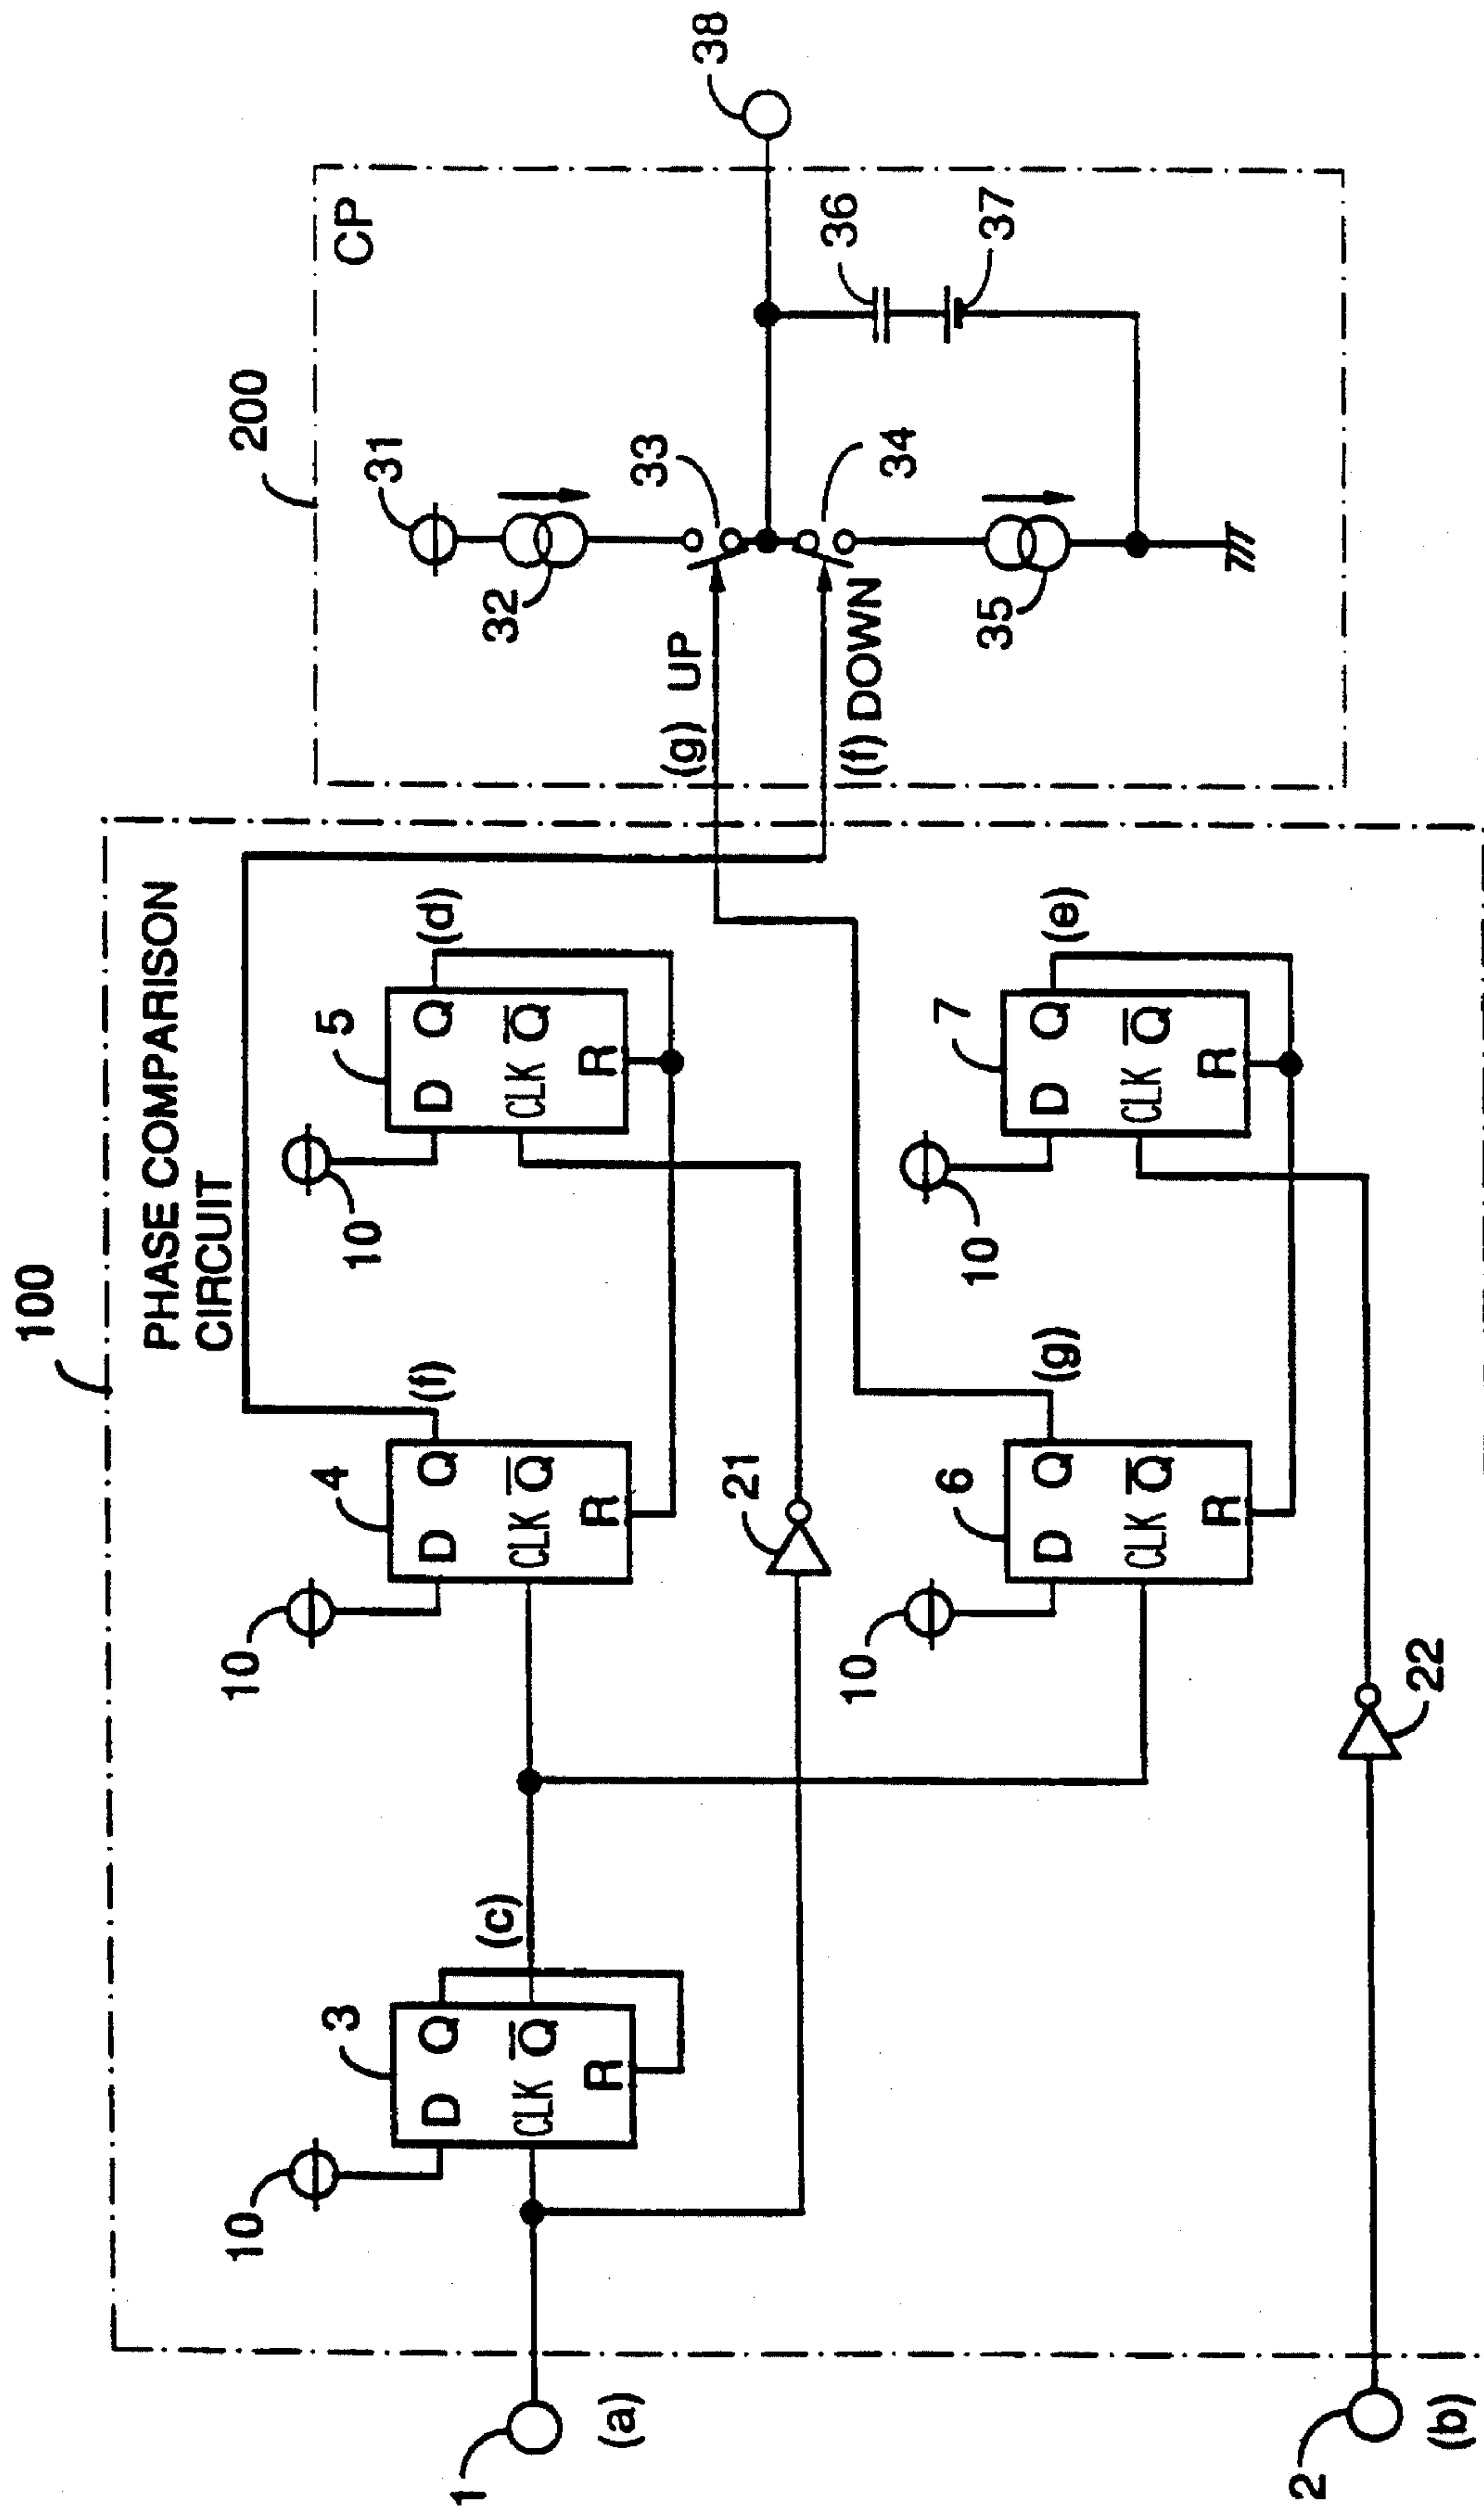 100
PHASE COMPARISON
CIRCUIT
200
CP
1
(a)
2
(b)
10
3
D Q
CLK Q̅
R
(c)
10
4
D Q
CLK Q̅
R
(f)
10
5
D Q
CLK Q̅
R
(d)
21
10
6
D Q
CLK Q̅
R
(g)
10
7
D Q
CLK Q̅
R
(e)
22
(g) UP
(f) DOWN
31
32
33
34
35
36
37
38